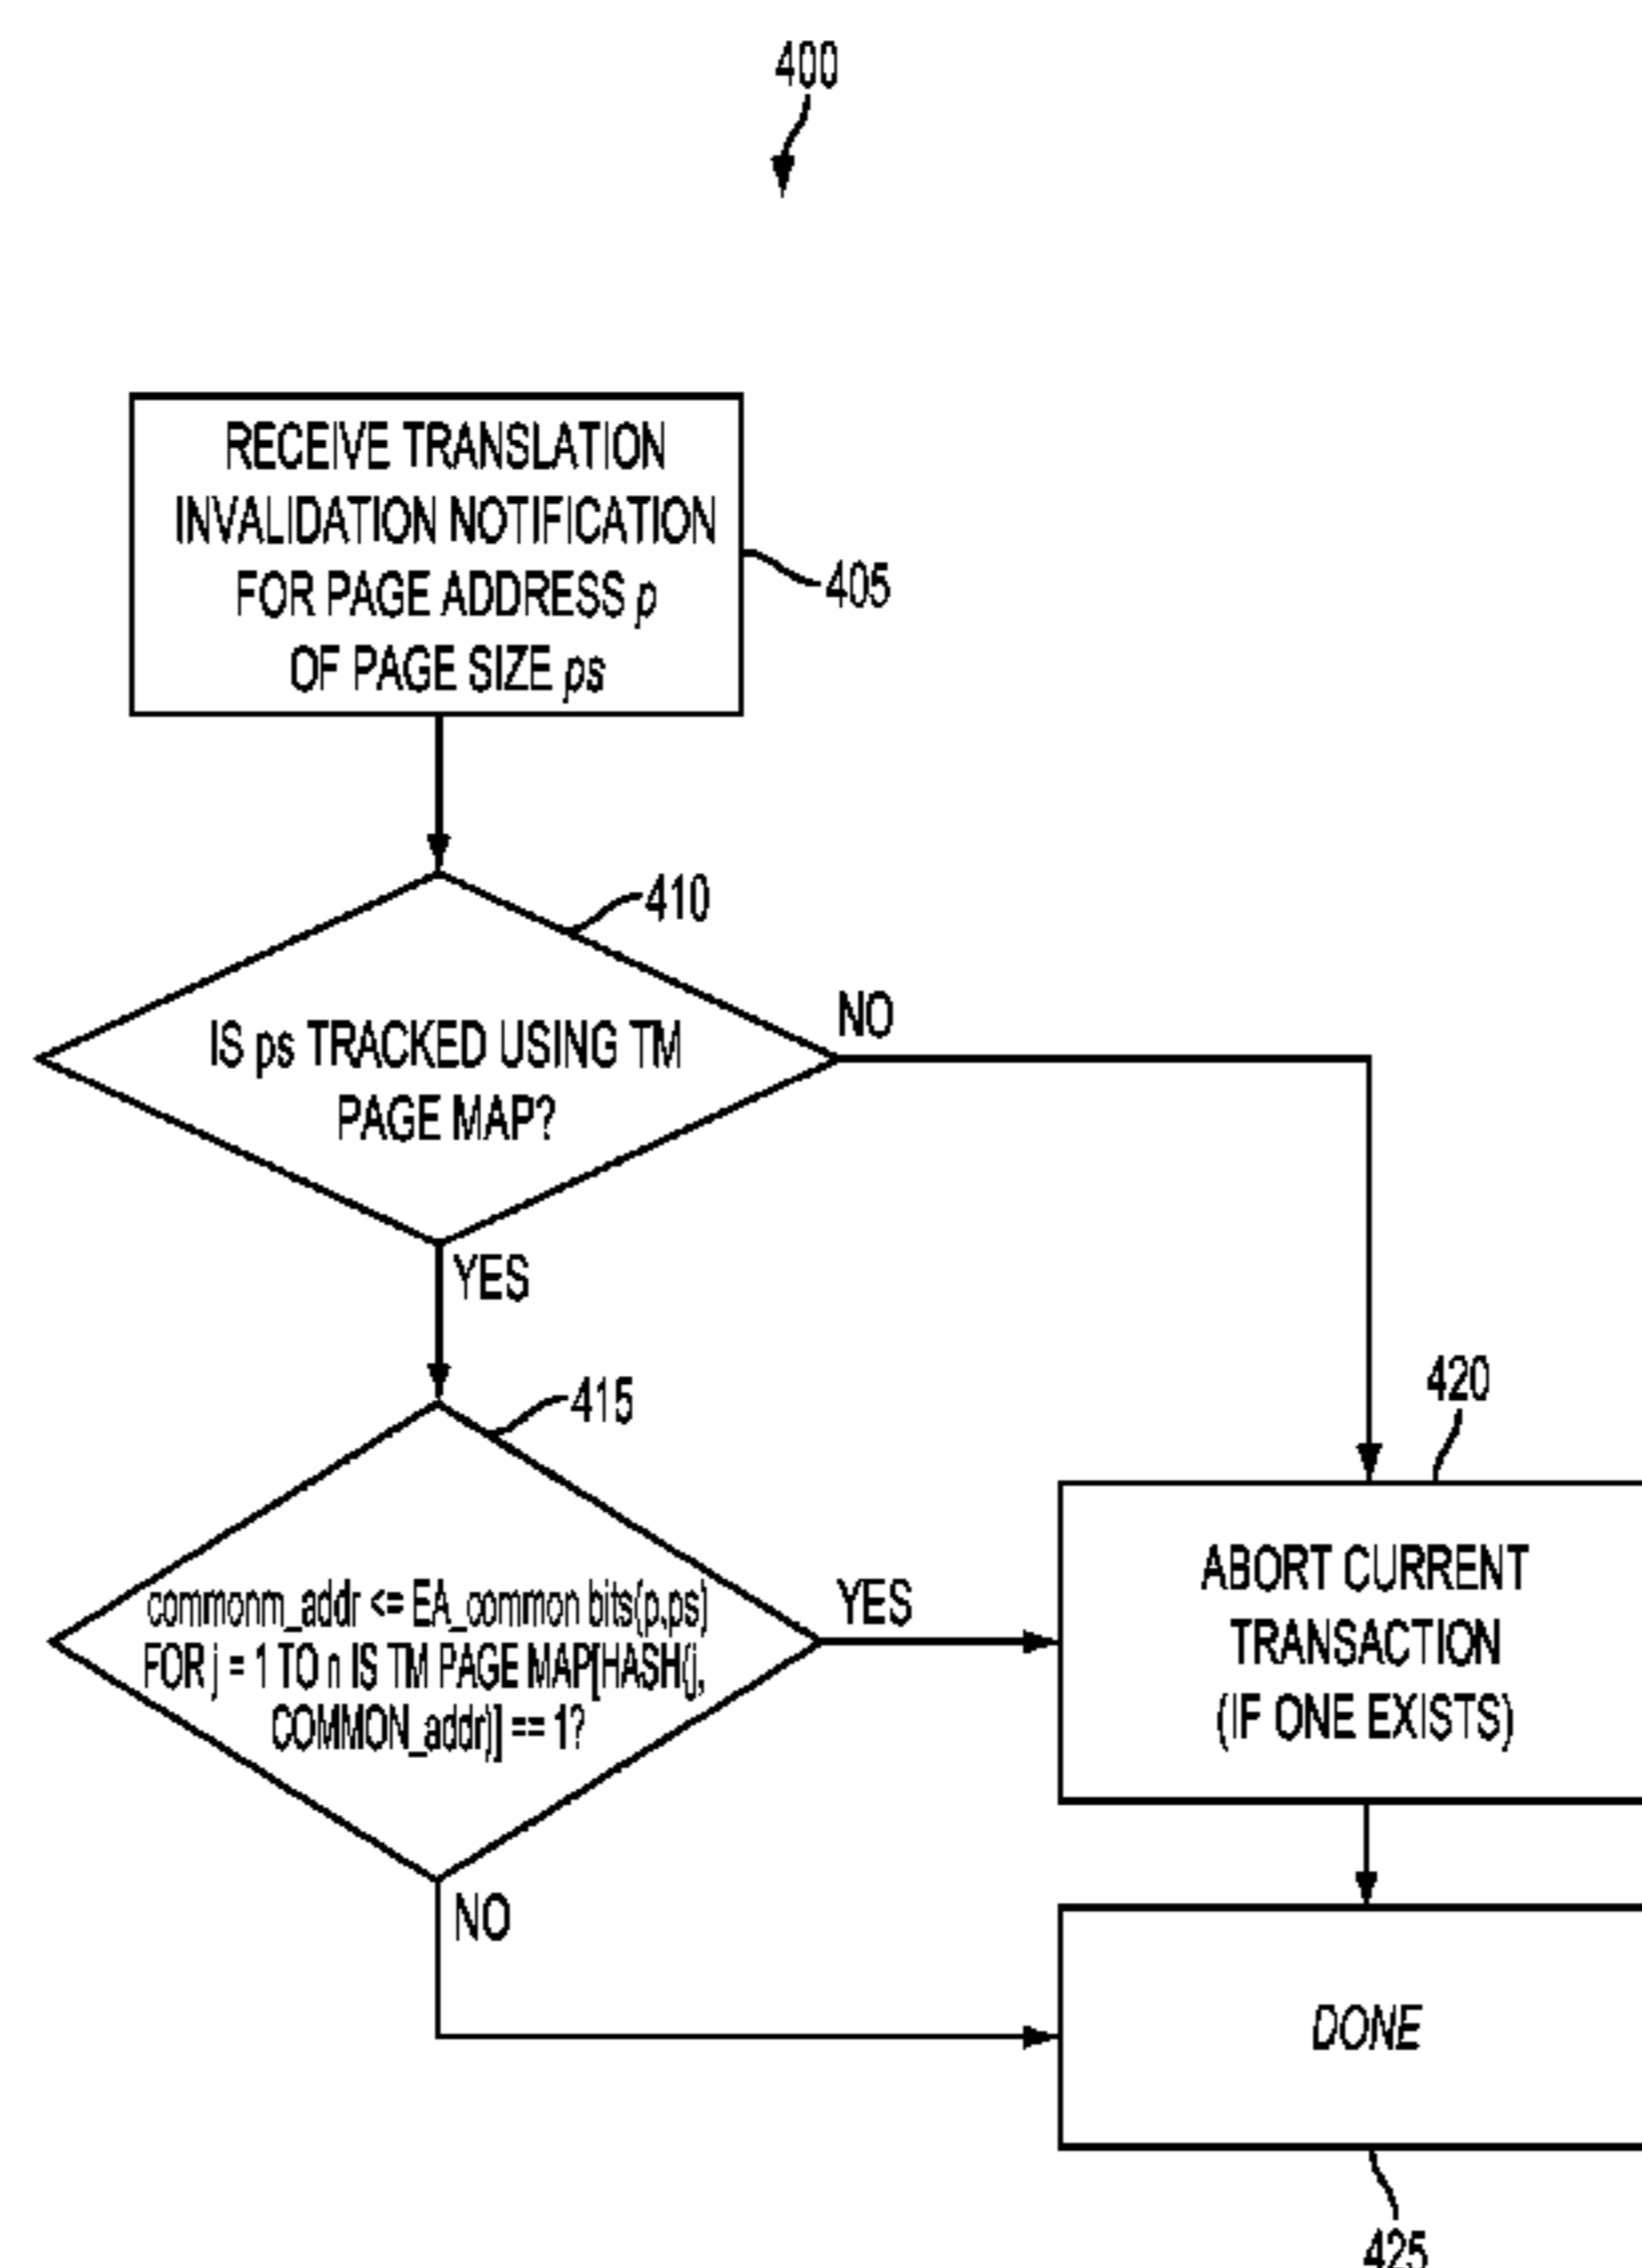 400
RECEIVE TRANSLATION
INVALIDATION NOTIFICATION
FOR PAGE ADDRESS p
OF PAGE SIZE ps
405
410
IS ps TRACKED USING TM
PAGE MAP?
NO
YES
415
commonm_addr <= EA_common bits(p,ps)
FOR j = 1 TO n IS TM PAGE MAP[HASH(j,
COMMON_addr)] == 1?
YES
NO
420
ABORT CURRENT
TRANSACTION
(IF ONE EXISTS)
DONE
425